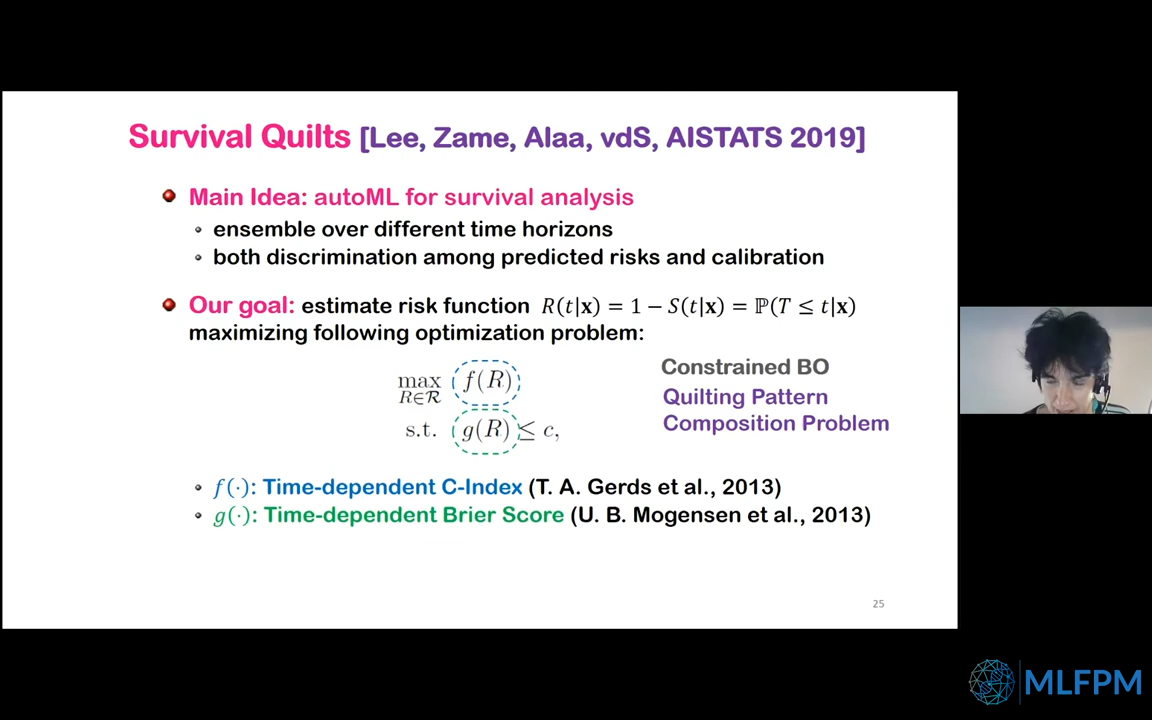 Survival Quilts [Lee, Zame, Alaa, vdS, AISTATS 2019]
Main Idea: autoML for survival analysis
ensemble over different time horizons
both discrimination among predicted risks and calibration
Our goal: estimate risk function R(t|x) = 1 − S(t|x) = ℙ(T ≤ t|x)
maximizing following optimization problem:
max f(R)
R∈ℛ
s.t. g(R) ≤ c,
Constrained BO
Quilting Pattern
Composition Problem
f(·): Time-dependent C-Index (T. A. Gerds et al., 2013)
g(·): Time-dependent Brier Score (U. B. Mogensen et al., 2013)
25
MLFPM